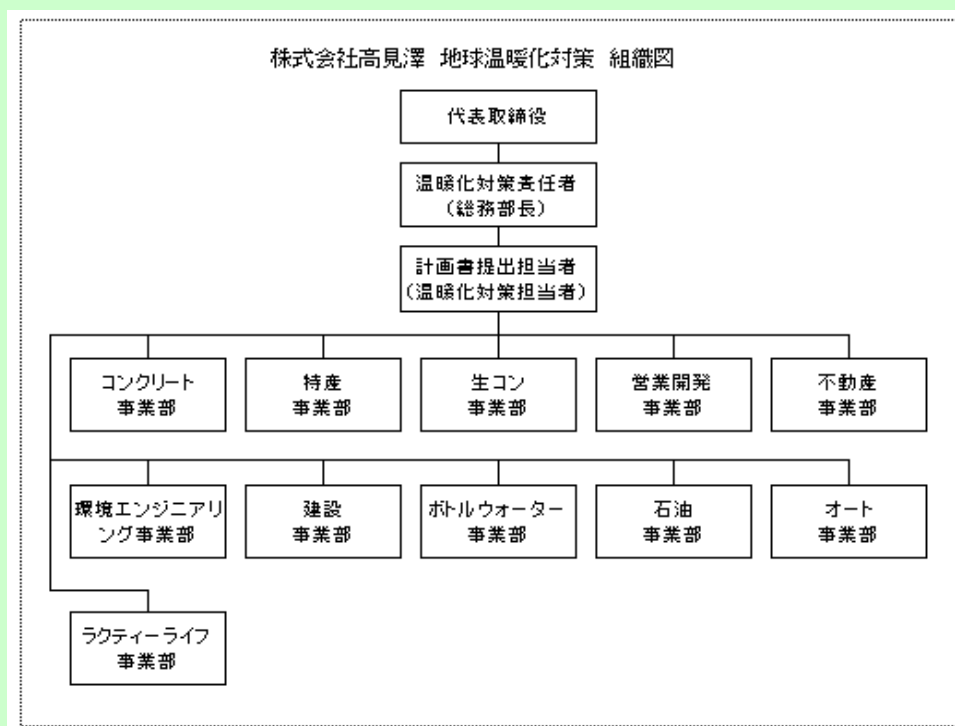 株式会社高見澤 地球温暖化対策 組織図
代表取締役
温暖化対策責任者
(総務部長)
計画書提出担当者
(温暖化対策担当者)
コンクリート
事業部
特産
事業部
生コン
事業部
営業開発
事業部
不動産
事業部
環境エンジニアリ
ング事業部
建設
事業部
ボトルウォーター
事業部
石油
事業部
オート
事業部
ラクティーライフ
事業部